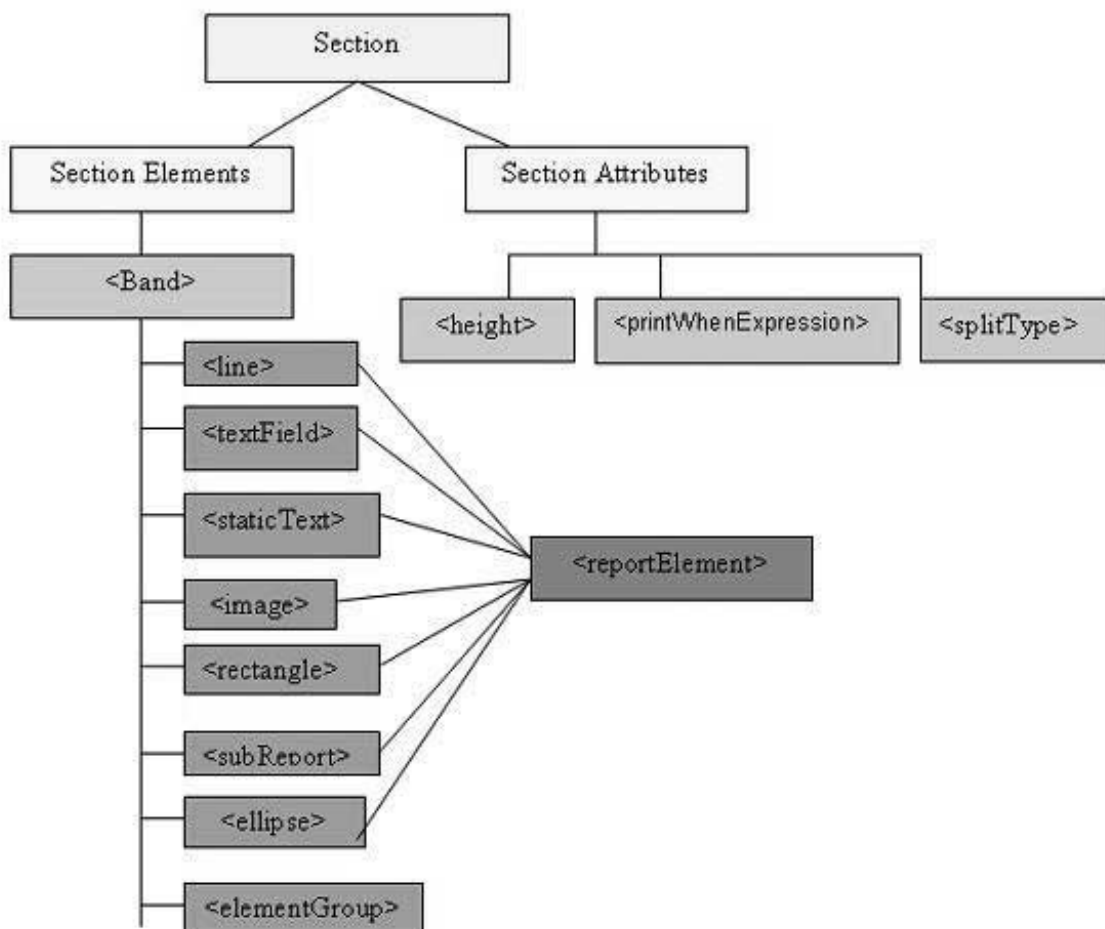 Section
Section Elements
Section Attributes
<Band>
<height>
<printWhenExpression>
<splitType>
<line>
<textField>
<staticText>
<reportElement>
<image>
<rectangle>
<subReport>
<ellipse>
<elementGroup>